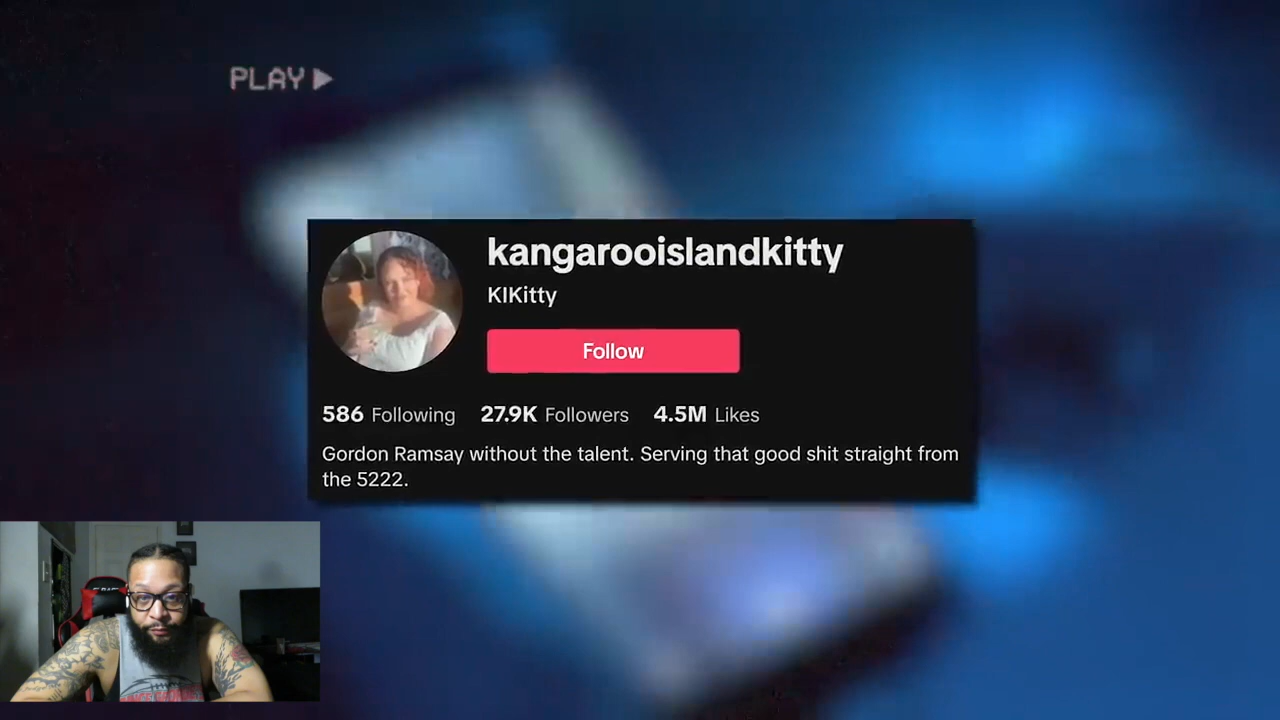 PLAY
kangarooislandkitty
KIKitty
Follow
586 Following 27.9K Followers 4.5M Likes
Gordon Ramsay without the talent. Serving that good shit straight from
the 5222.